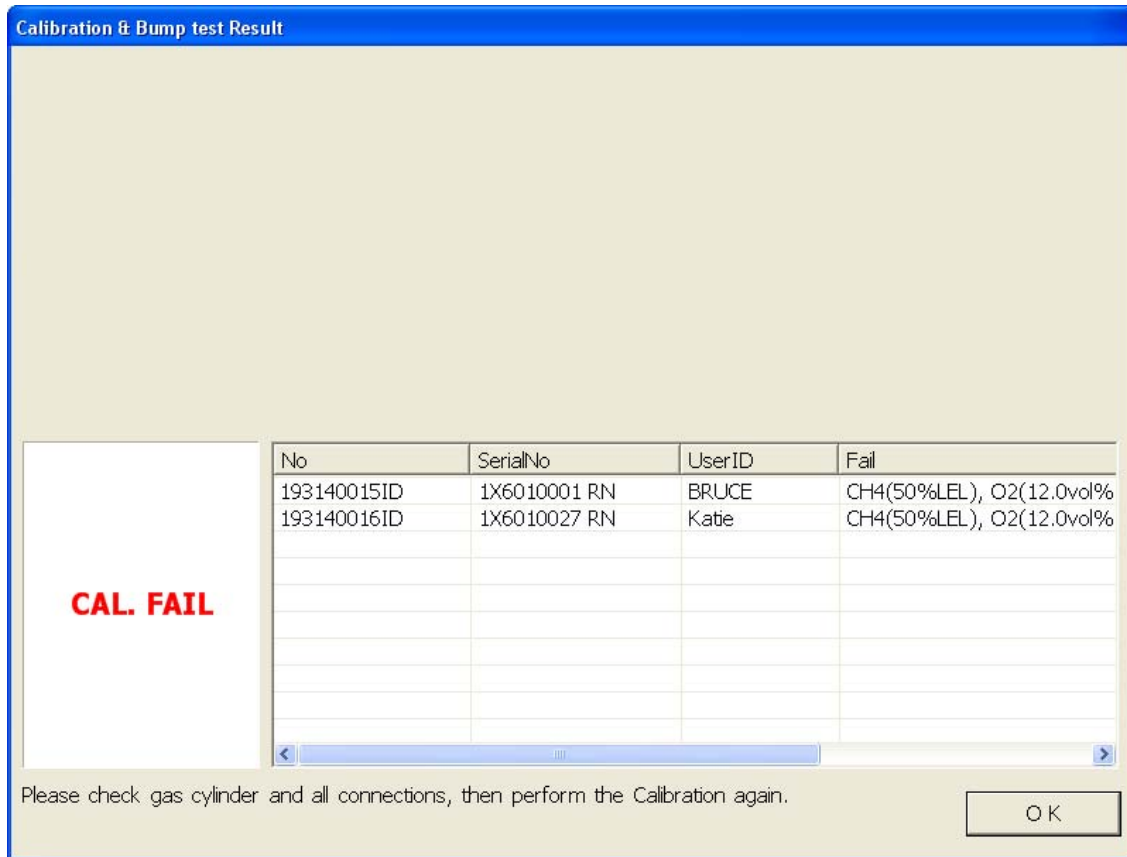 Calibration & Bump test Result
No SerialNo UserID Fail
193140015ID 1X6010001 RN BRUCE CH4(50%LEL), O2(12.0vol%
193140016ID 1X6010027 RN Katie CH4(50%LEL), O2(12.0vol%
CAL. FAIL
Please check gas cylinder and all connections, then perform the Calibration again.
O K